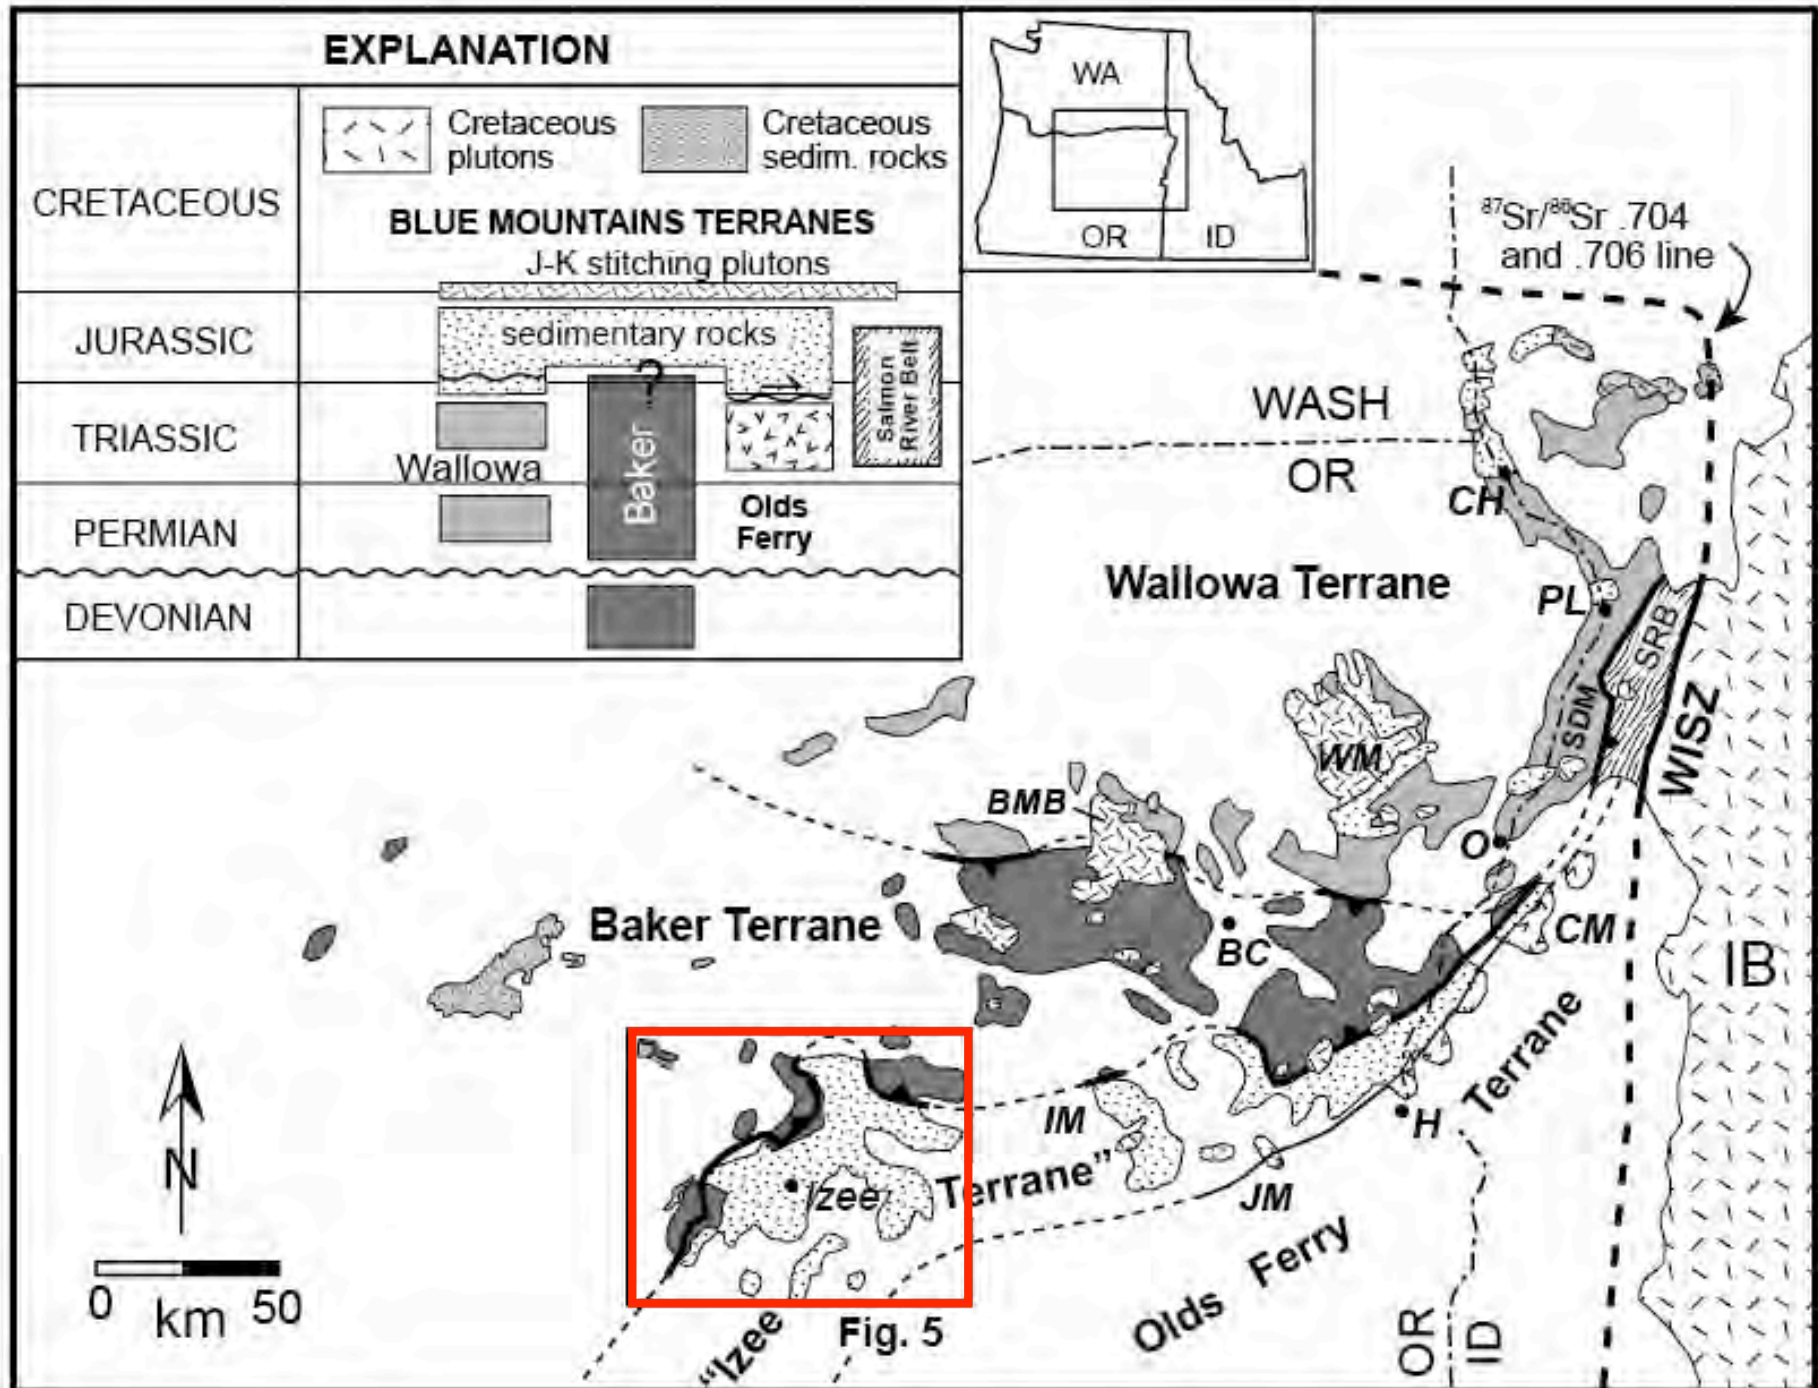 EXPLANATION
CRETACEOUS
Cretaceous
plutons
Cretaceous
sedim. rocks
BLUE MOUNTAINS TERRANES
J-K stitching plutons
JURASSIC
sedimentary rocks
?
Salmon
River Belt
TRIASSIC
Wallowa
Baker
PERMIAN
Olds
Ferry
DEVONIAN
WA
OR
ID
⁸⁷Sr/⁸⁶Sr .704
and .706 line
WASH
OR
CH
Wallowa Terrane
PL
SRB
SDM
WISZ
WM
BMB
O
Baker Terrane
BC
CM
IB
Terrane
IM
H
N
Izee
Terrane”
JM
Olds Ferry
0 50
km
“Izee
Fig. 5
OR
ID